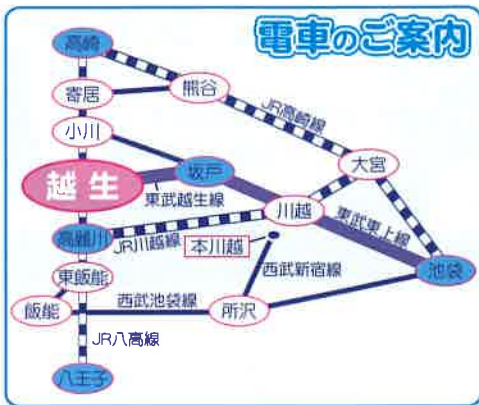 電車のご案内
高崎
寄居
熊谷
JR高崎線
小川
大宮
越生
坂戸
東武越生線
川越
東武東上線
高麗川
JR川越線
本川越
東飯能
西武新宿線
池袋
飯能
西武池袋線
所沢
JR八高線
八王子